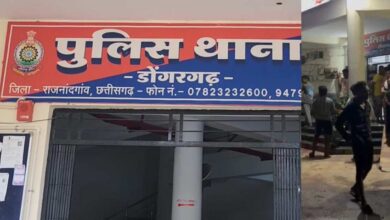 पुलिस थाना
- डोंगरगढ़ -
जिला - राजनांदगांव, छत्तीसगढ़ - फोन नं.- 07823232600, 9479